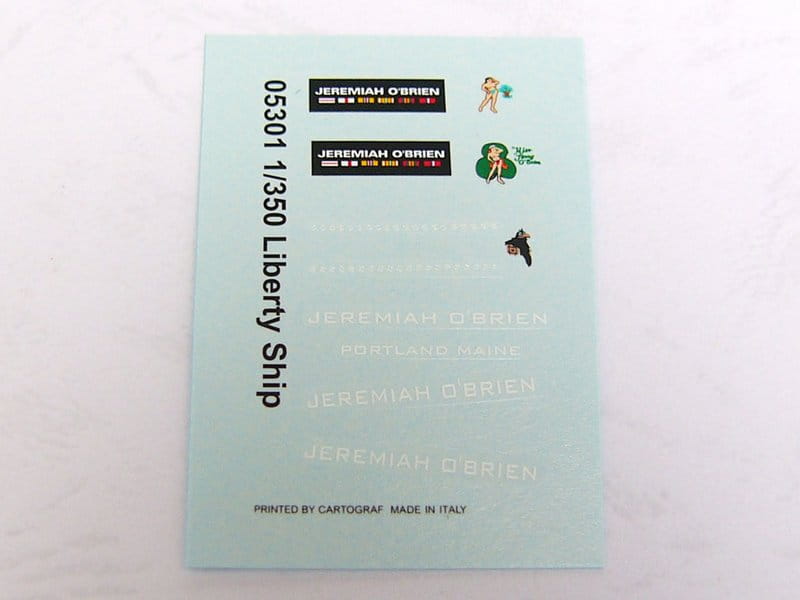 05301 1/350 Liberty Ship
JEREMIAH O'BRIEN
JEREMIAH O'BRIEN
JEREMIAH O'BRIEN
PORTLAND MAINE
JEREMIAH O'BRIEN
JEREMIAH O'BRIEN
PRINTED BY CARTOGRAF MADE IN ITALY